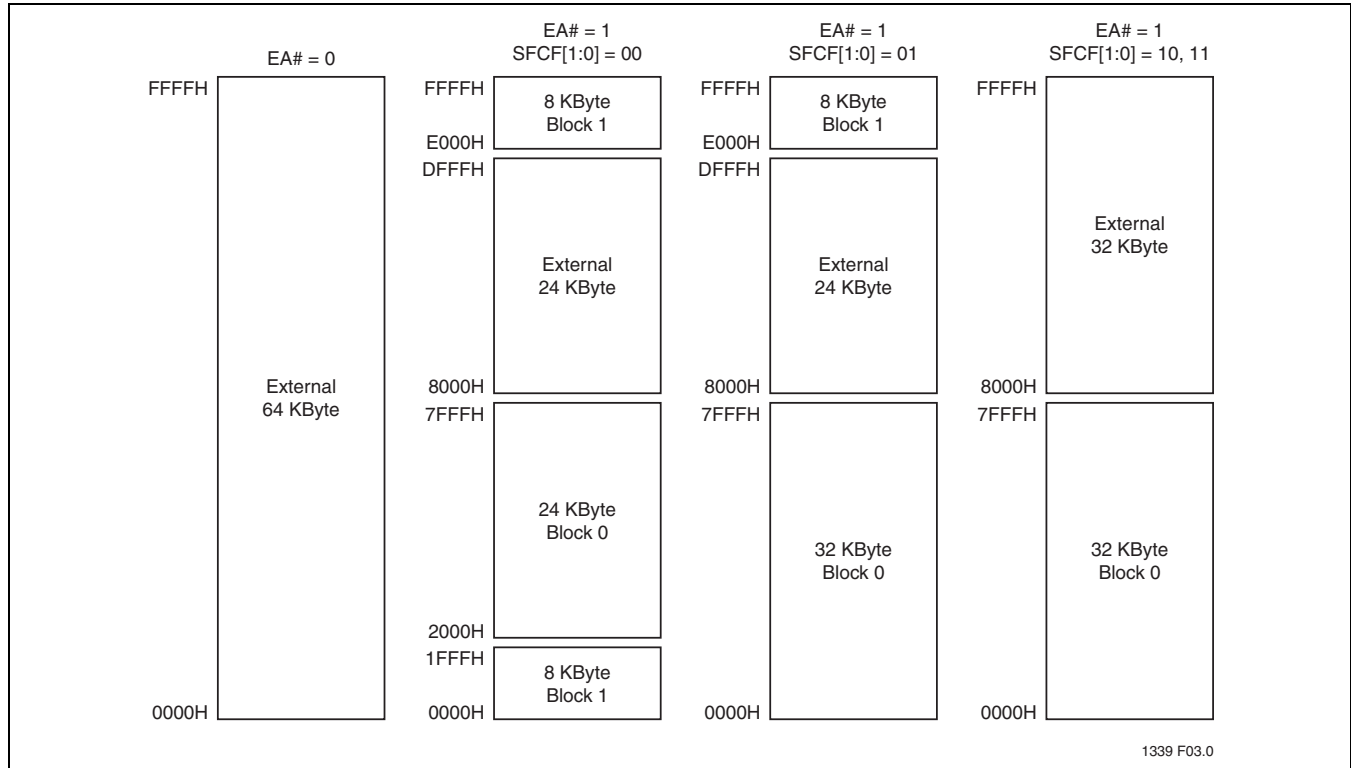 EA# = 0
FFFFH
External
64 KByte
0000H
EA# = 1
SFCF[1:0] = 00
FFFFH
8 KByte
Block 1
E000H
DFFFH
External
24 KByte
8000H
7FFFH
24 KByte
Block 0
2000H
1FFFH
8 KByte
Block 1
0000H
EA# = 1
SFCF[1:0] = 01
FFFFH
8 KByte
Block 1
E000H
DFFFH
External
24 KByte
8000H
7FFFH
32 KByte
Block 0
0000H
EA# = 1
SFCF[1:0] = 10, 11
FFFFH
External
32 KByte
8000H
7FFFH
32 KByte
Block 0
0000H
1339 F03.0